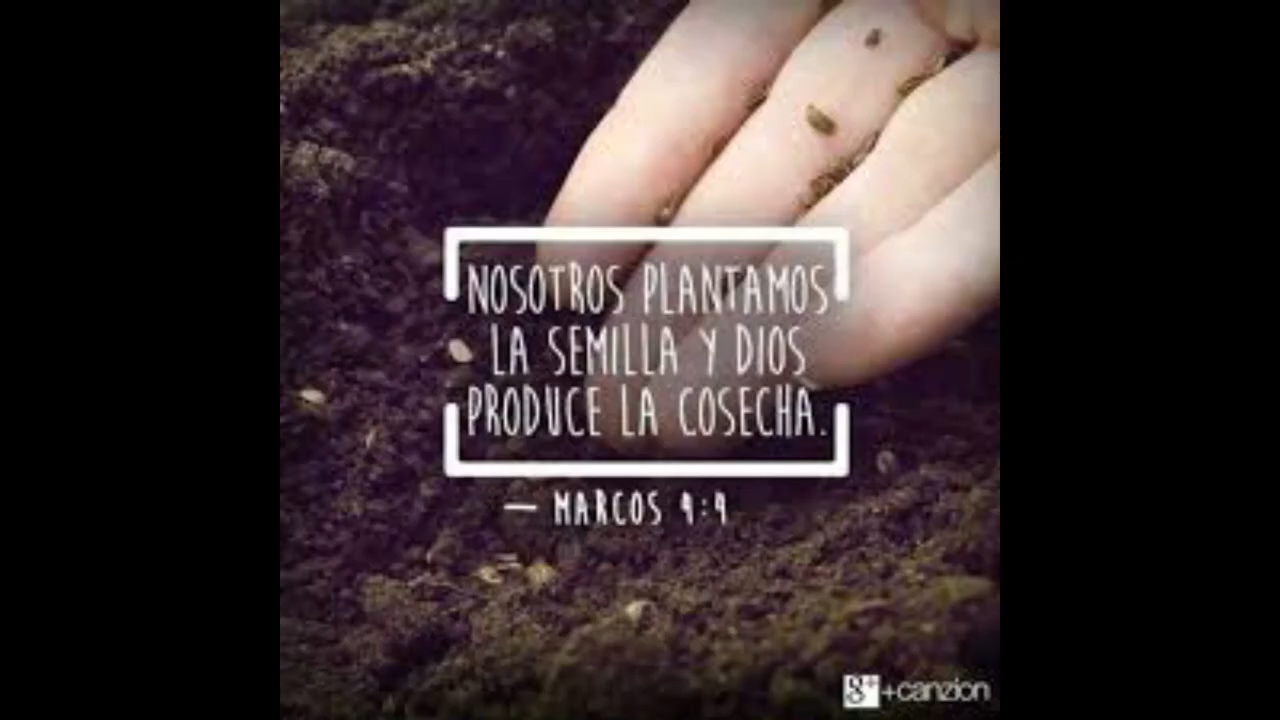 NOSOTROS PLANTAMOS
LA SEMILLA Y DIOS
PRODUCE LA COSECHA.
— MARCOS 4:4
g+ +canzion